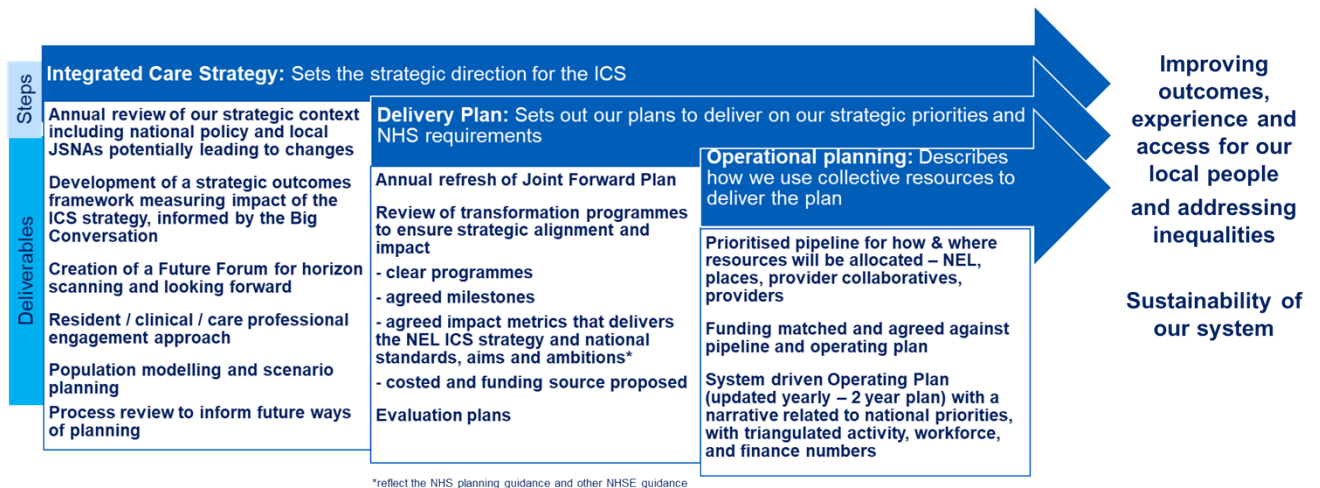 Steps
Deliverables
Integrated Care Strategy: Sets the strategic direction for the ICS
Annual review of our strategic context
including national policy and local
JSNAs potentially leading to changes
Development of a strategic outcomes
framework measuring impact of the
ICS strategy, informed by the Big
Conversation
Creation of a Future Forum for horizon
scanning and looking forward
Resident / clinical / care professional
engagement approach
Population modelling and scenario
planning
Process review to inform future ways
of planning
Delivery Plan: Sets out our plans to deliver on our strategic priorities and
NHS requirements
Annual refresh of Joint Forward Plan
Review of transformation programmes
to ensure strategic alignment and
impact
- clear programmes
- agreed milestones
- agreed impact metrics that delivers
the NEL ICS strategy and national
standards, aims and ambitions*
- costed and funding source proposed
Evaluation plans
*reflect the NHS planning guidance and other NHSE guidance
Operational planning: Describes
how we use collective resources to
deliver the plan
Prioritised pipeline for how & where
resources will be allocated – NEL,
places, provider collaboratives,
providers
Funding matched and agreed against
pipeline and operating plan
System driven Operating Plan
(updated yearly – 2 year plan) with a
narrative related to national priorities,
with triangulated activity, workforce,
and finance numbers
Improving
outcomes,
experience and
access for our
local people
and addressing
inequalities
Sustainability of
our system